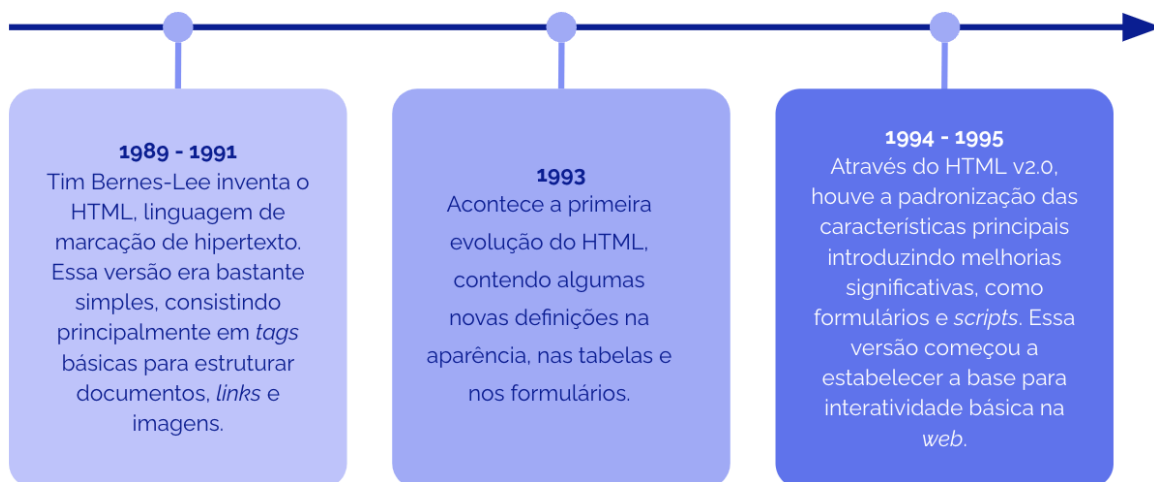 1989 - 1991
Tim Bernes-Lee inventa o
HTML, linguagem de
marcação de hipertexto.
Essa versão era bastante
simples, consistindo
principalmente em tags
básicas para estruturar
documentos, links e
imagens.
1993
Acontece a primeira
evolução do HTML,
contendo algumas
novas definições na
aparência, nas tabelas e
nos formulários.
1994 - 1995
Através do HTML v2.0,
houve a padronização das
características principais
introduzindo melhorias
significativas, como
formulários e scripts. Essa
versão começou a
estabelecer a base para
interatividade básica na
web.